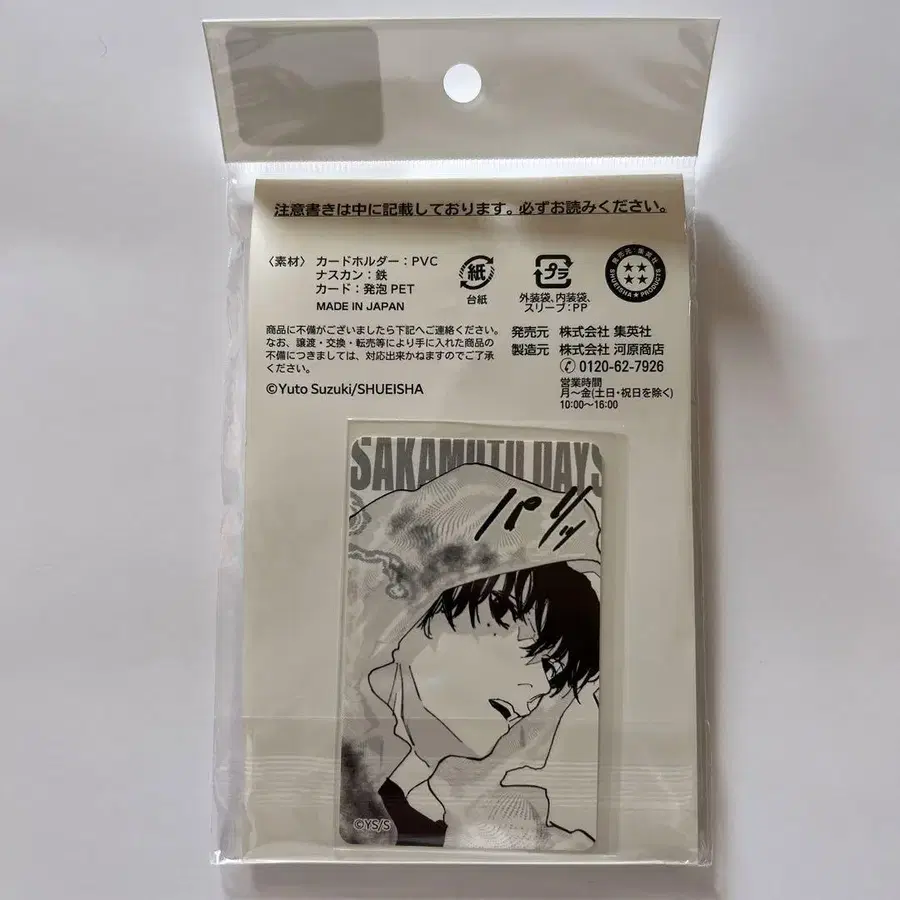 注意書きは中に記載しております。必ずお読みください。
〈素材〉 カードホルダー:PVC
ナスカン:鉄
カード:発泡PET
MADE IN JAPAN
紙
台紙
プラ
外装袋、内装袋、
スリーブ:PP
発売元:集英社
SHUEISHA★PRODUCTS
商品に不備がございましたら下記へご連絡ください。
なお、譲渡・交換・転売等により手に入れた商品の
不備につきましては、対応出来かねますのでご了承
ください。
©Yuto Suzuki/SHUEISHA
発売元 株式会社 集英社
製造元 株式会社 河原商店
0120-62-7926
営業時間
月~金(土日・祝日を除く)
10:00~16:00
SAKAMOTO DAYS
パリッ
©YS/S